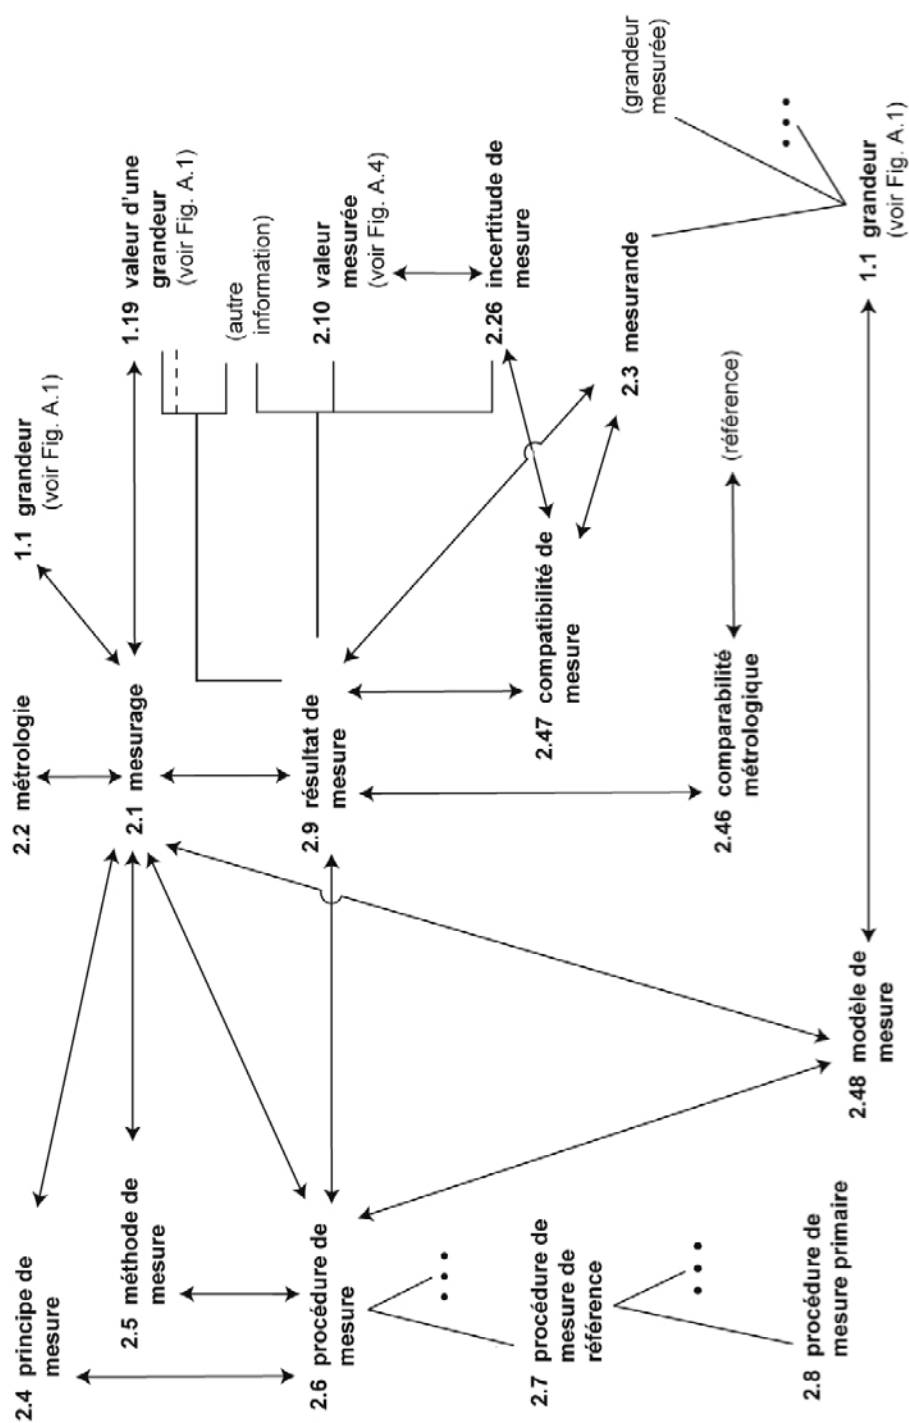 2.4 principe de
mesure
2.2 métrologie
1.1 grandeur
(voir Fig. A.1)
2.5 méthode de
mesure
2.1 mesurage
1.19 valeur d'une
grandeur
(voir Fig. A.1)
(autre
information)
2.6 procédure de
mesure
2.9 résultat de
mesure
2.10 valeur
mesurée
(voir Fig. A.4)
2.26 incertitude de
mesure
2.7 procédure de
mesure de
référence
2.47 compatibilité de
mesure
2.3 mesurande
(grandeur
mesurée)
2.46 comparabilité
métrologique
(référence)
2.8 procédure de
mesure primaire
2.48 modèle de
mesure
1.1 grandeur
(voir Fig. A.1)